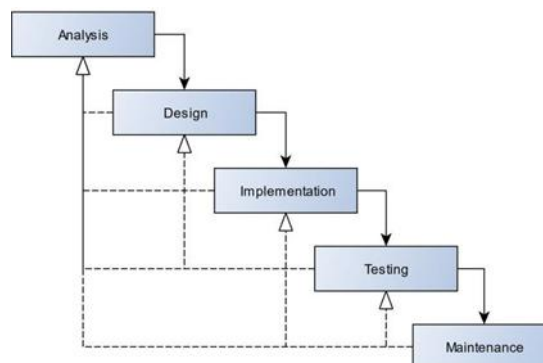 Analysis
Design
Implementation
Testing
Maintenance